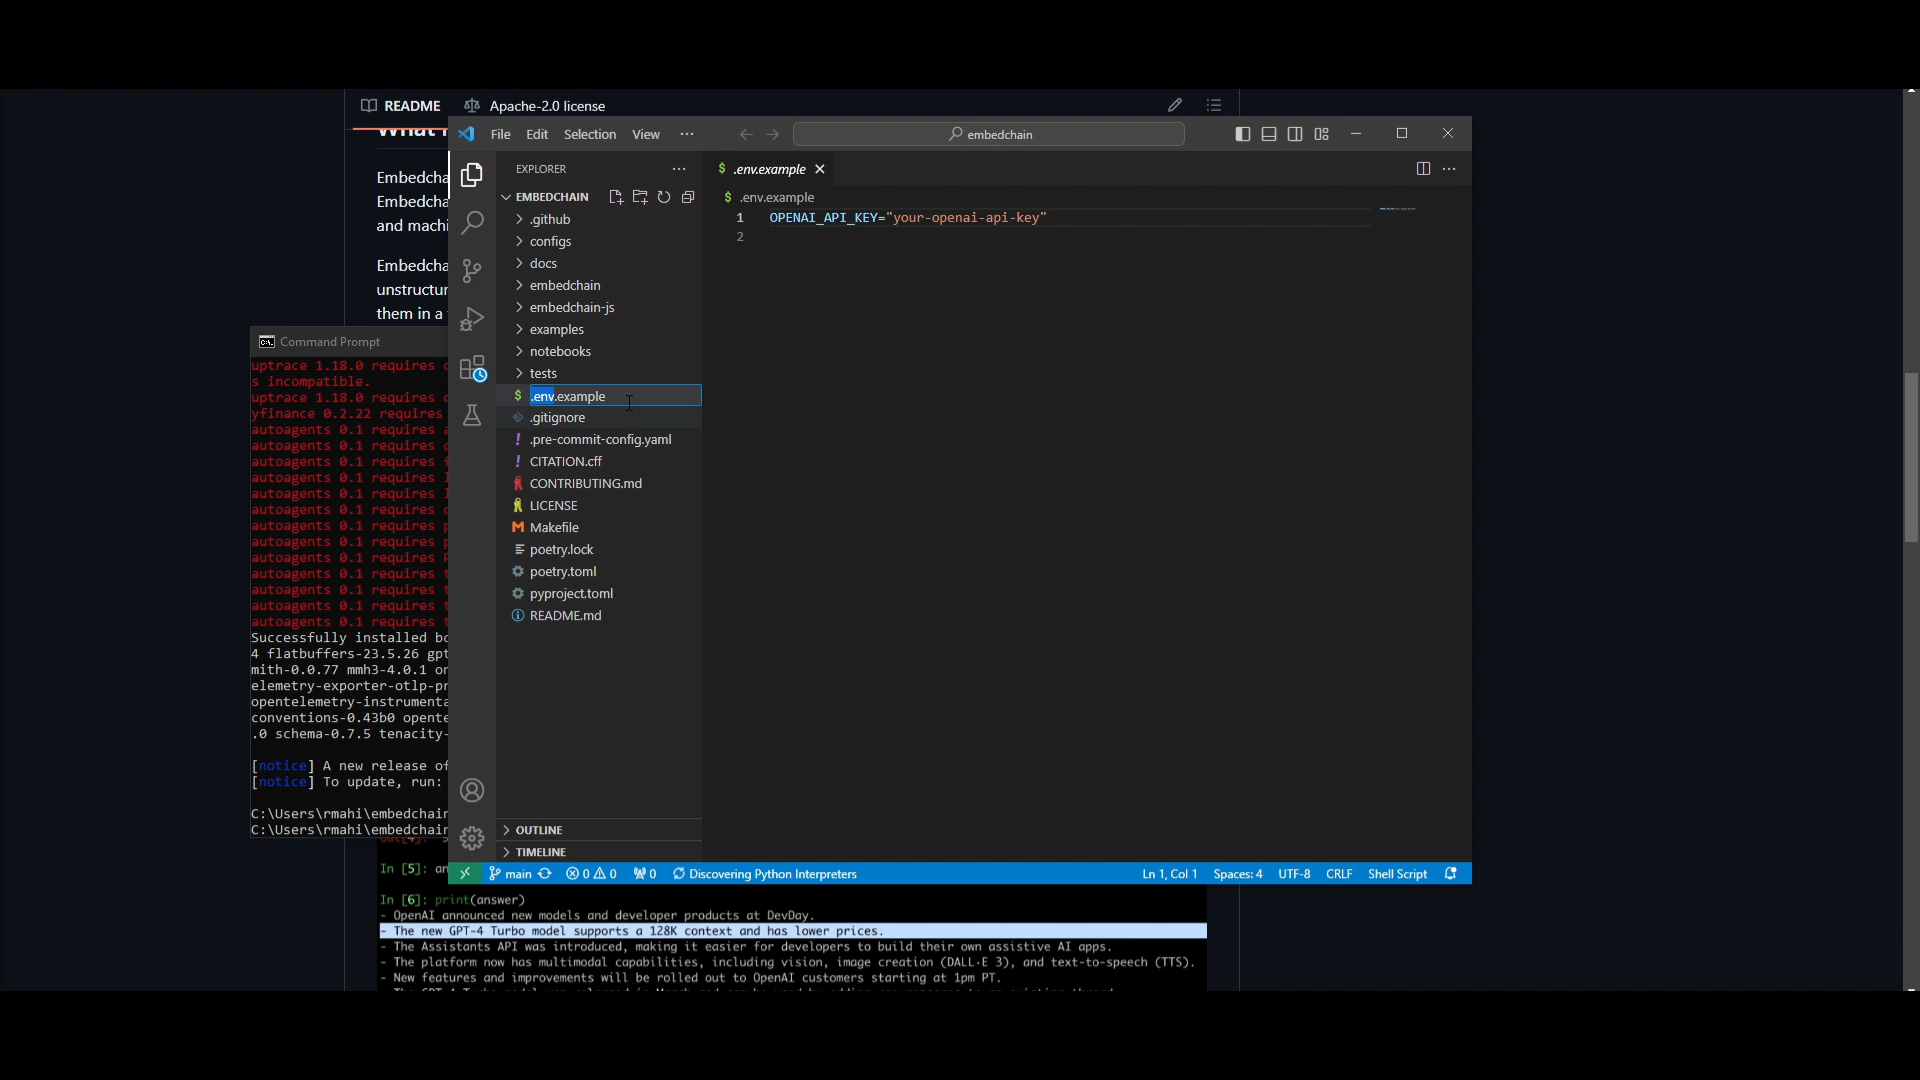 README Apache-2.0 license
File Edit Selection View ··· embedchain
Embedcha
Embedcha
and machi
Embedcha
unstructur
them in a
EXPLORER
EMBEDCHAIN
.github
configs
docs
embedchain
embedchain-js
examples
notebooks
tests
.env.example
.gitignore
.pre-commit-config.yaml
CITATION.cff
CONTRIBUTING.md
LICENSE
Makefile
poetry.lock
poetry.toml
pyproject.toml
README.md
OUTLINE
TIMELINE
.env.example
.env.example
1 OPENAI_API_KEY="your-openai-api-key"
2
main 0 0 0 Discovering Python Interpreters Ln 1, Col 1 Spaces: 4 UTF-8 CRLF Shell Script
Command Prompt
uptrace 1.18.0 requires
s incompatible.
uptrace 1.18.0 requires
yfinance 0.2.22 requires
autoagents 0.1 requires
autoagents 0.1 requires
autoagents 0.1 requires
autoagents 0.1 requires
autoagents 0.1 requires
autoagents 0.1 requires
autoagents 0.1 requires
autoagents 0.1 requires
autoagents 0.1 requires
autoagents 0.1 requires
autoagents 0.1 requires
autoagents 0.1 requires
autoagents 0.1 requires
Successfully installed
4 flatbuffers-23.5.26 gpt
mith-0.0.77 mmh3-4.0.1
elemetry-exporter-otlp-pr
opentelemetry-instrumenta
conventions-0.43b0 opente
.0 schema-0.7.5 tenacity-
[notice] A new release of
[notice] To update, run:
C:\Users\rmahi\embedchain
C:\Users\rmahi\embedchain
In [5]: an
In [6]: print(answer)
- OpenAI announced new models and developer products at DevDay.
- The new GPT-4 Turbo model supports a 128K context and has lower prices.
- The Assistants API was introduced, making it easier for developers to build their own assistive AI apps.
- The platform now has multimodal capabilities, including vision, image creation (DALL·E 3), and text-to-speech (TTS).
- New features and improvements will be rolled out to OpenAI customers starting at 1pm PT.